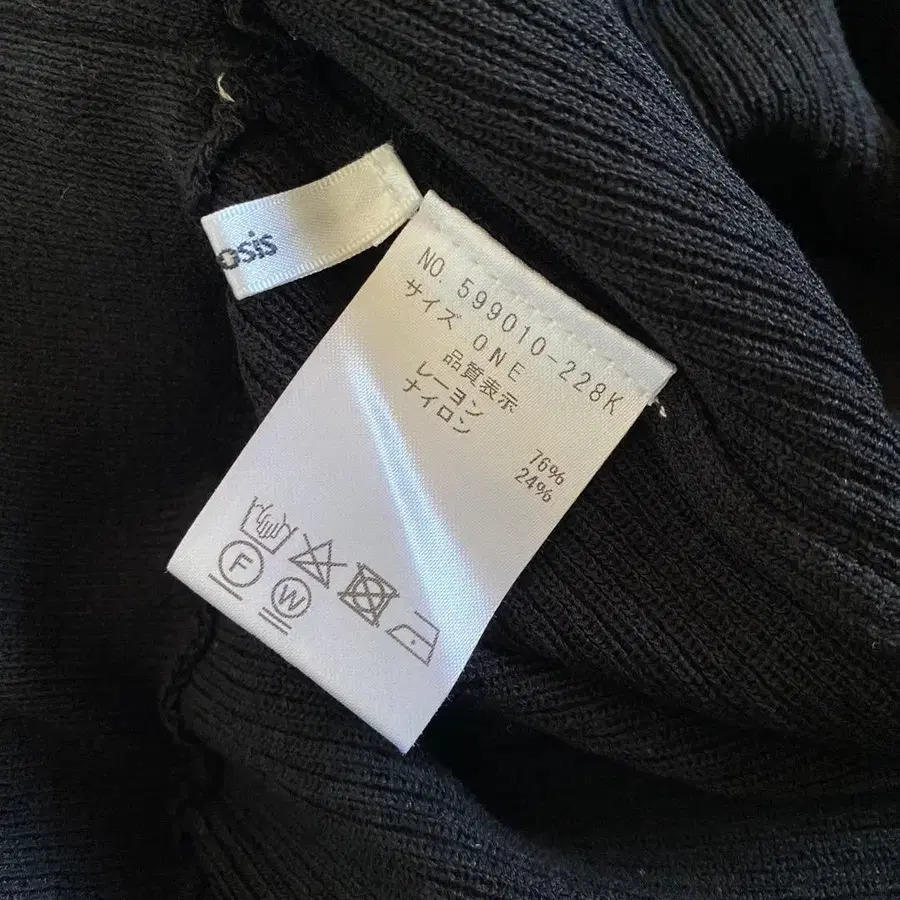 osis
NO. 599010-228K
サイズ ONE
品質表示
レーヨン 76%
ナイロン 24%
F
W